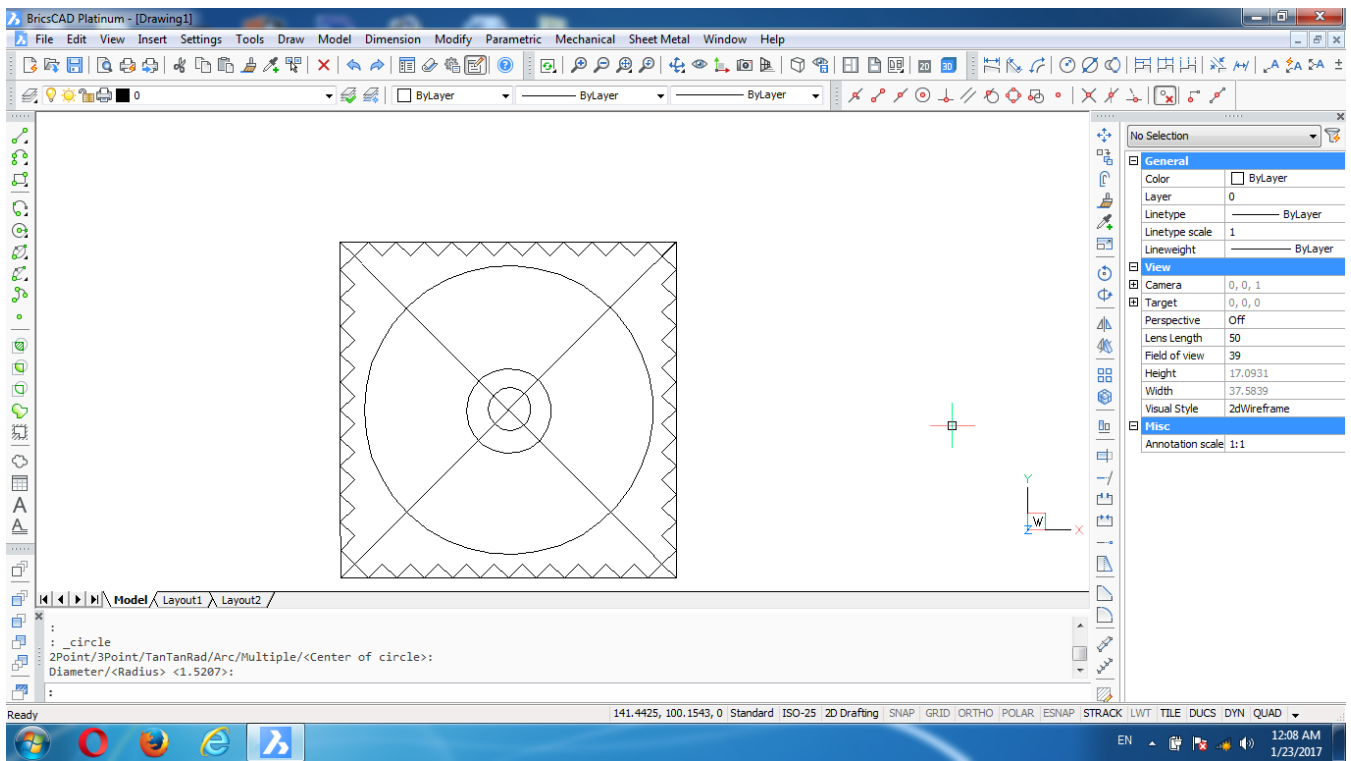 BricsCAD Platinum - [Drawing1]
File Edit View Insert Settings Tools Draw Model Dimension Modify Parametric Mechanical Sheet Metal Window Help
2D 3D
0 ByLayer ByLayer ByLayer
No Selection
General
Color ByLayer
Layer 0
Linetype ByLayer
Linetype scale 1
Lineweight ByLayer
View
Camera 0, 0, 1
Target 0, 0, 0
Perspective Off
Lens Length 50
Field of view 39
Height 17.0931
Width 37.5839
Visual Style 2dWireframe
Misc
Annotation scale 1:1
Y
W
Z X
A
A
Model Layout1 Layout2
:
: _circle
2Point/3Point/TanTanRad/Arc/Multiple/<Center of circle>:
Diameter/<Radius> <1.5207>:
:
Ready 141.4425, 100.1543, 0 Standard ISO-25 2D Drafting SNAP GRID ORTHO POLAR ESNAP STRACK LWT TILE DUCS DYN QUAD
EN 12:08 AM
1/23/2017